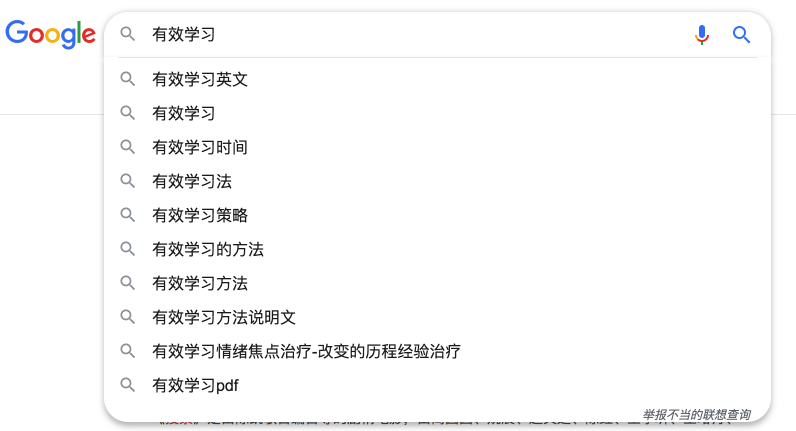 Google
有效学习
有效学习英文
有效学习
有效学习时间
有效学习法
有效学习策略
有效学习的方法
有效学习方法
有效学习方法说明文
有效学习情绪焦点治疗-改变的历程经验治疗
有效学习pdf
举报不当的联想查询